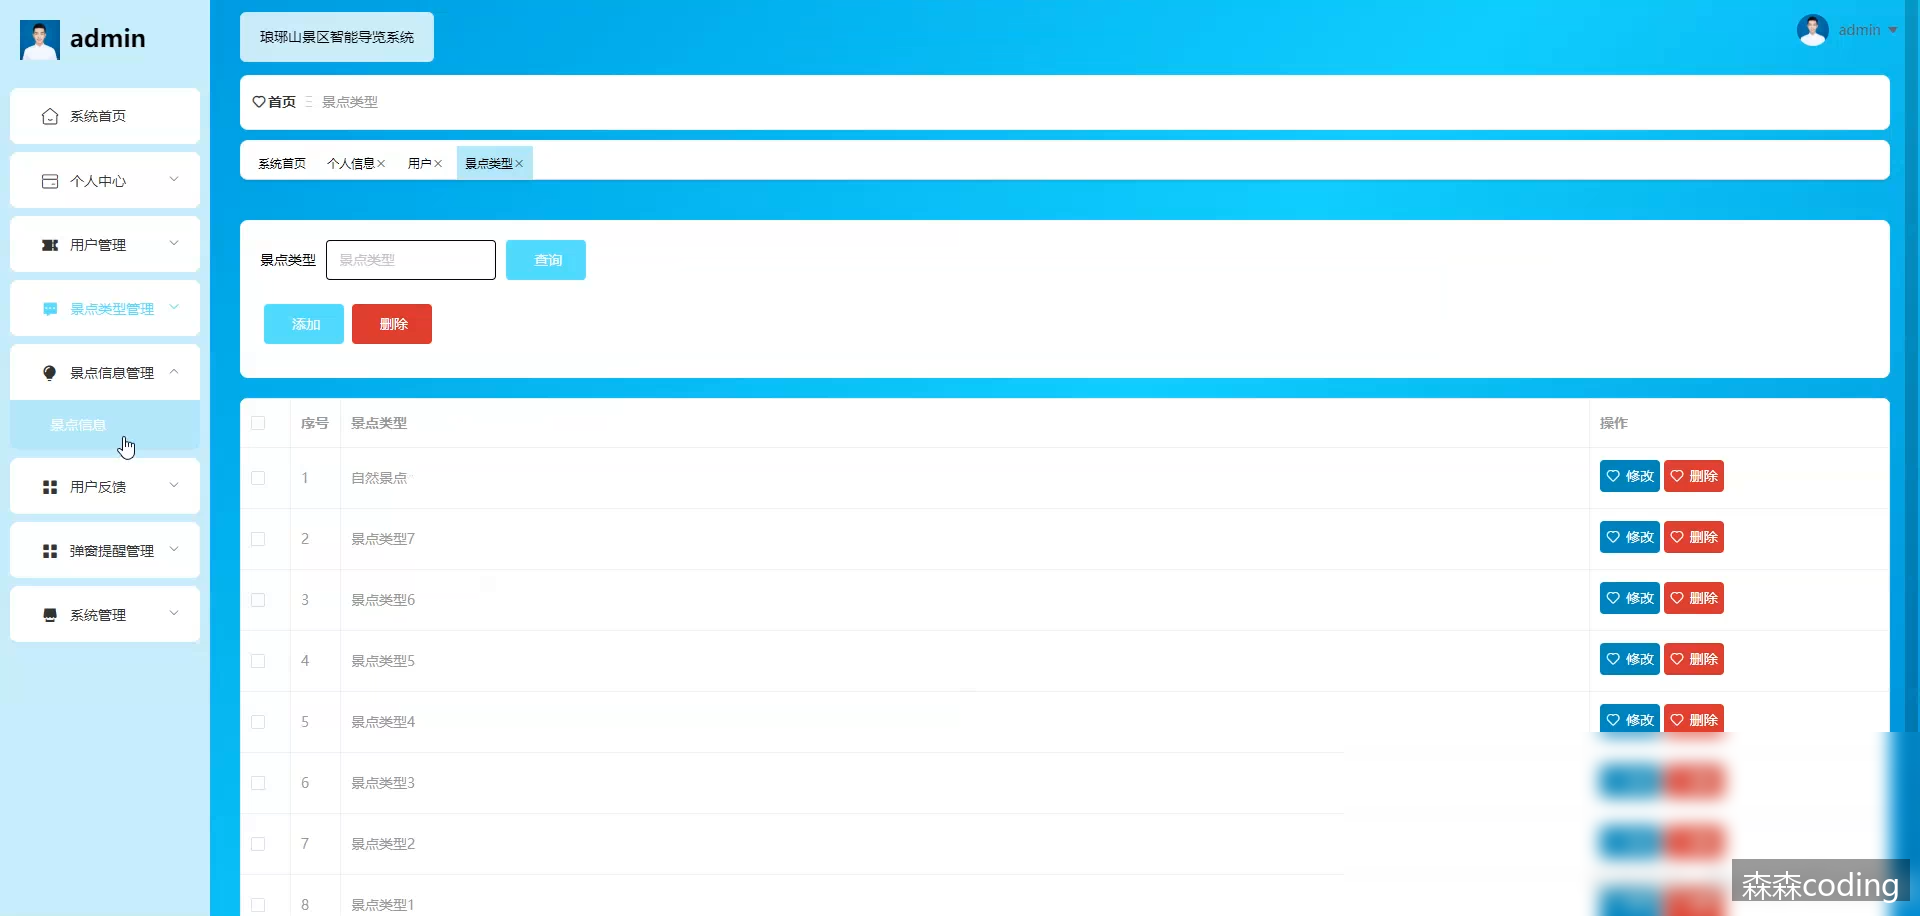 admin
系统首页
个人中心
用户管理
景点类型管理
景点信息管理
景点信息
用户反馈
弹窗提醒管理
系统管理
琅琊山景区智能导览系统
admin
首页 景点类型
系统首页 个人信息 用户 景点类型
景点类型 景点类型 查询
添加 删除
序号 景点类型 操作
1 自然景点 修改 删除
2 景点类型7 修改 删除
3 景点类型6 修改 删除
4 景点类型5 修改 删除
5 景点类型4 修改 删除
6 景点类型3
7 景点类型2
8 景点类型1
森森coding